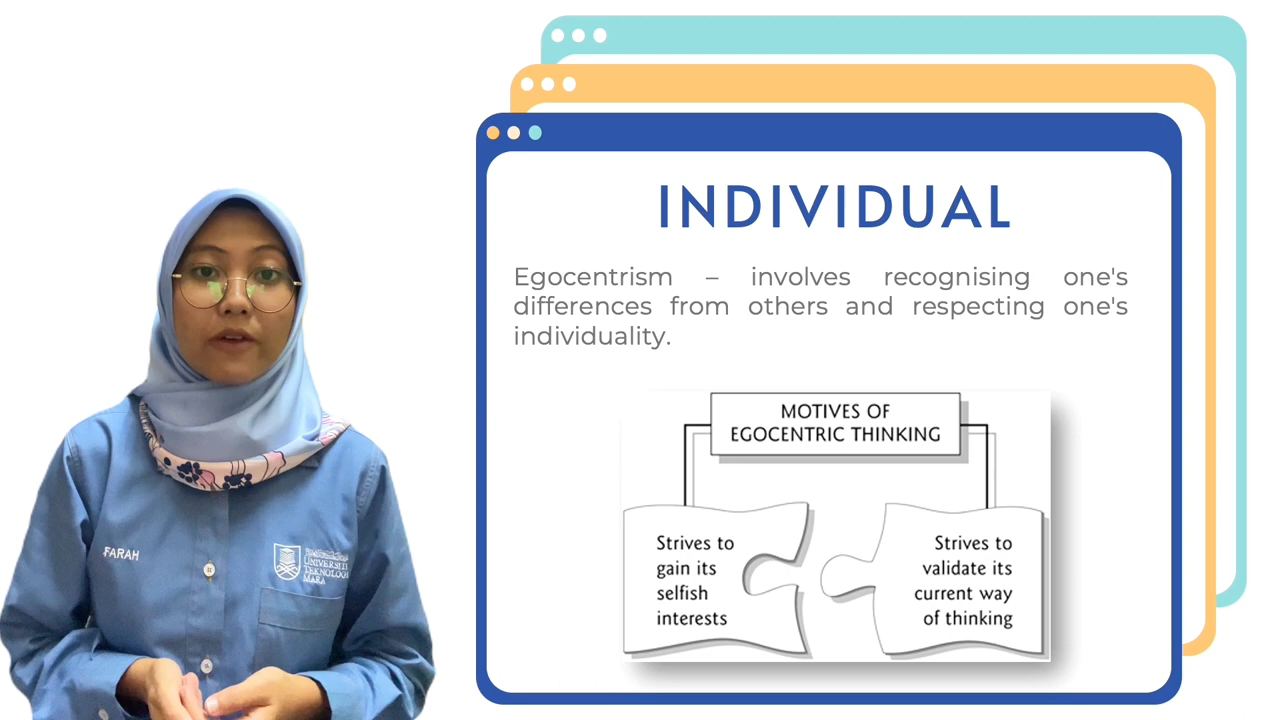 INDIVIDUAL
Egocentrism – involves recognising one's
differences from others and respecting one's
individuality.
MOTIVES OF
EGOCENTRIC THINKING
Strives to
gain its
selfish
interests
Strives to
validate its
current way
of thinking
FARAH
UNIVERSITI
TEKNOLOGI
MARA